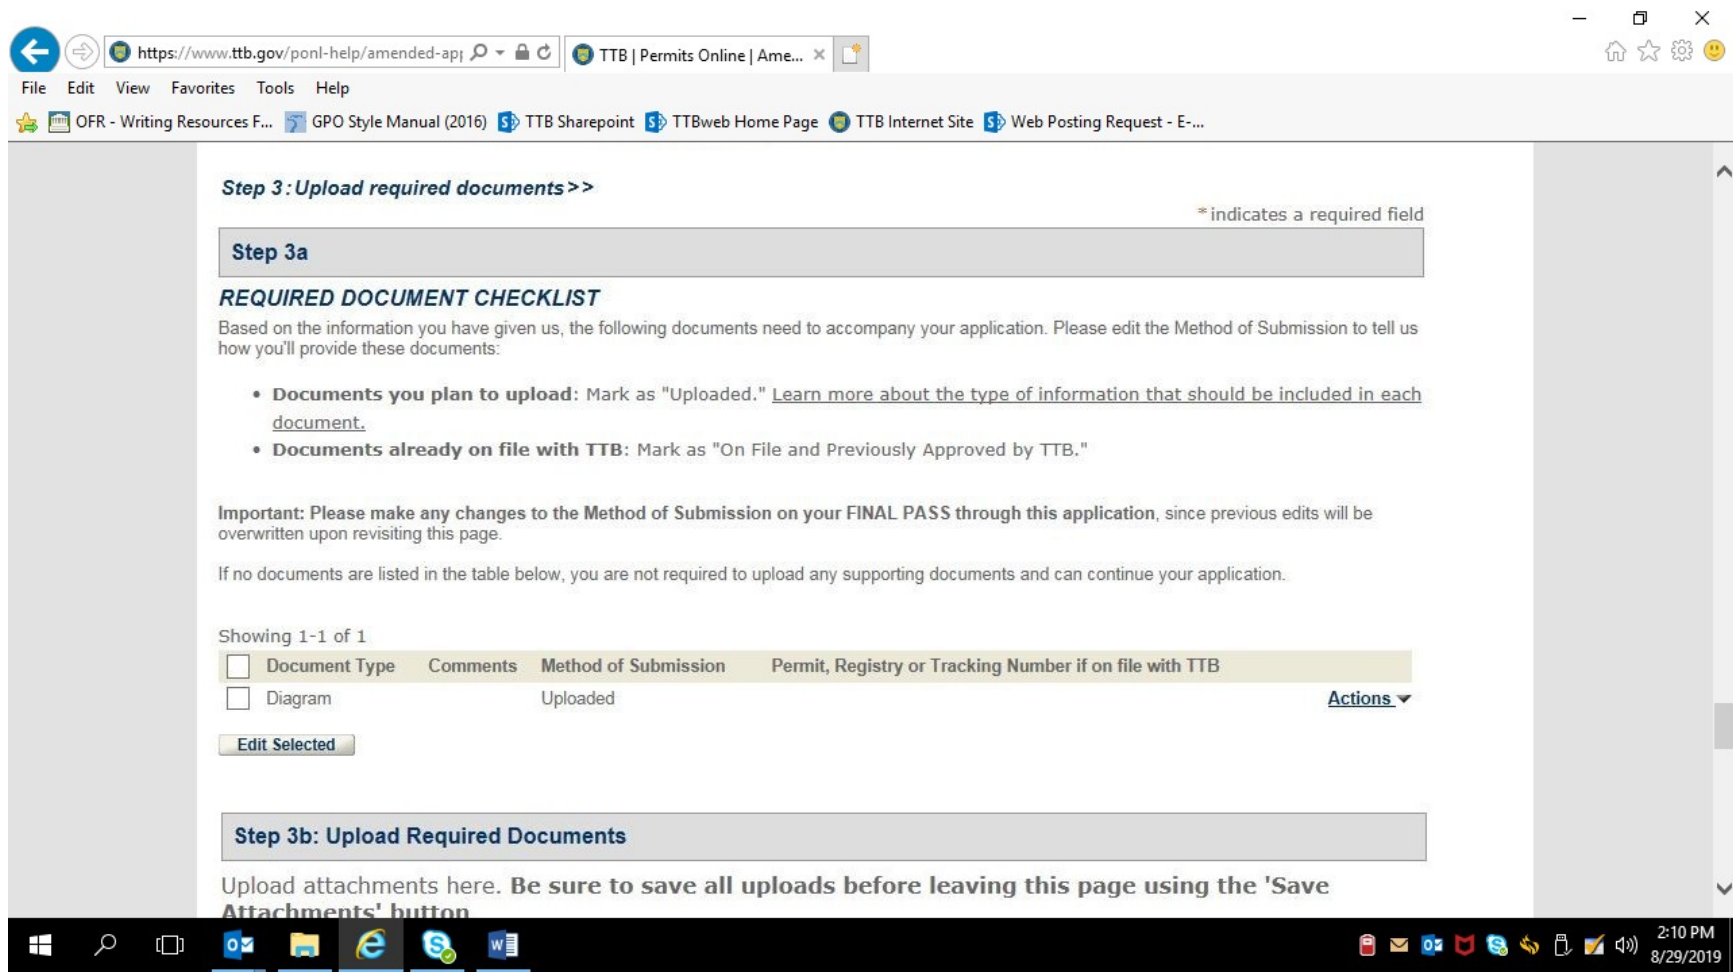 https://www.ttb.gov/ponl-help/amended-ap
TTB | Permits Online | Ame...
File Edit View Favorites Tools Help
OFR - Writing Resources F... GPO Style Manual (2016) TTB Sharepoint TTBweb Home Page TTB Internet Site Web Posting Request - E-...
Step 3: Upload required documents>>
* indicates a required field
Step 3a
REQUIRED DOCUMENT CHECKLIST
Based on the information you have given us, the following documents need to accompany your application. Please edit the Method of Submission to tell us
how you'll provide these documents:
• Documents you plan to upload: Mark as "Uploaded." Learn more about the type of information that should be included in each
document.
• Documents already on file with TTB: Mark as "On File and Previously Approved by TTB."
Important: Please make any changes to the Method of Submission on your FINAL PASS through this application, since previous edits will be
overwritten upon revisiting this page.
If no documents are listed in the table below, you are not required to upload any supporting documents and can continue your application.
Showing 1-1 of 1
Document Type Comments Method of Submission Permit, Registry or Tracking Number if on file with TTB
Diagram Uploaded Actions
Edit Selected
Step 3b: Upload Required Documents
Upload attachments here. Be sure to save all uploads before leaving this page using the 'Save
Attachments' button
2:10 PM
8/29/2019